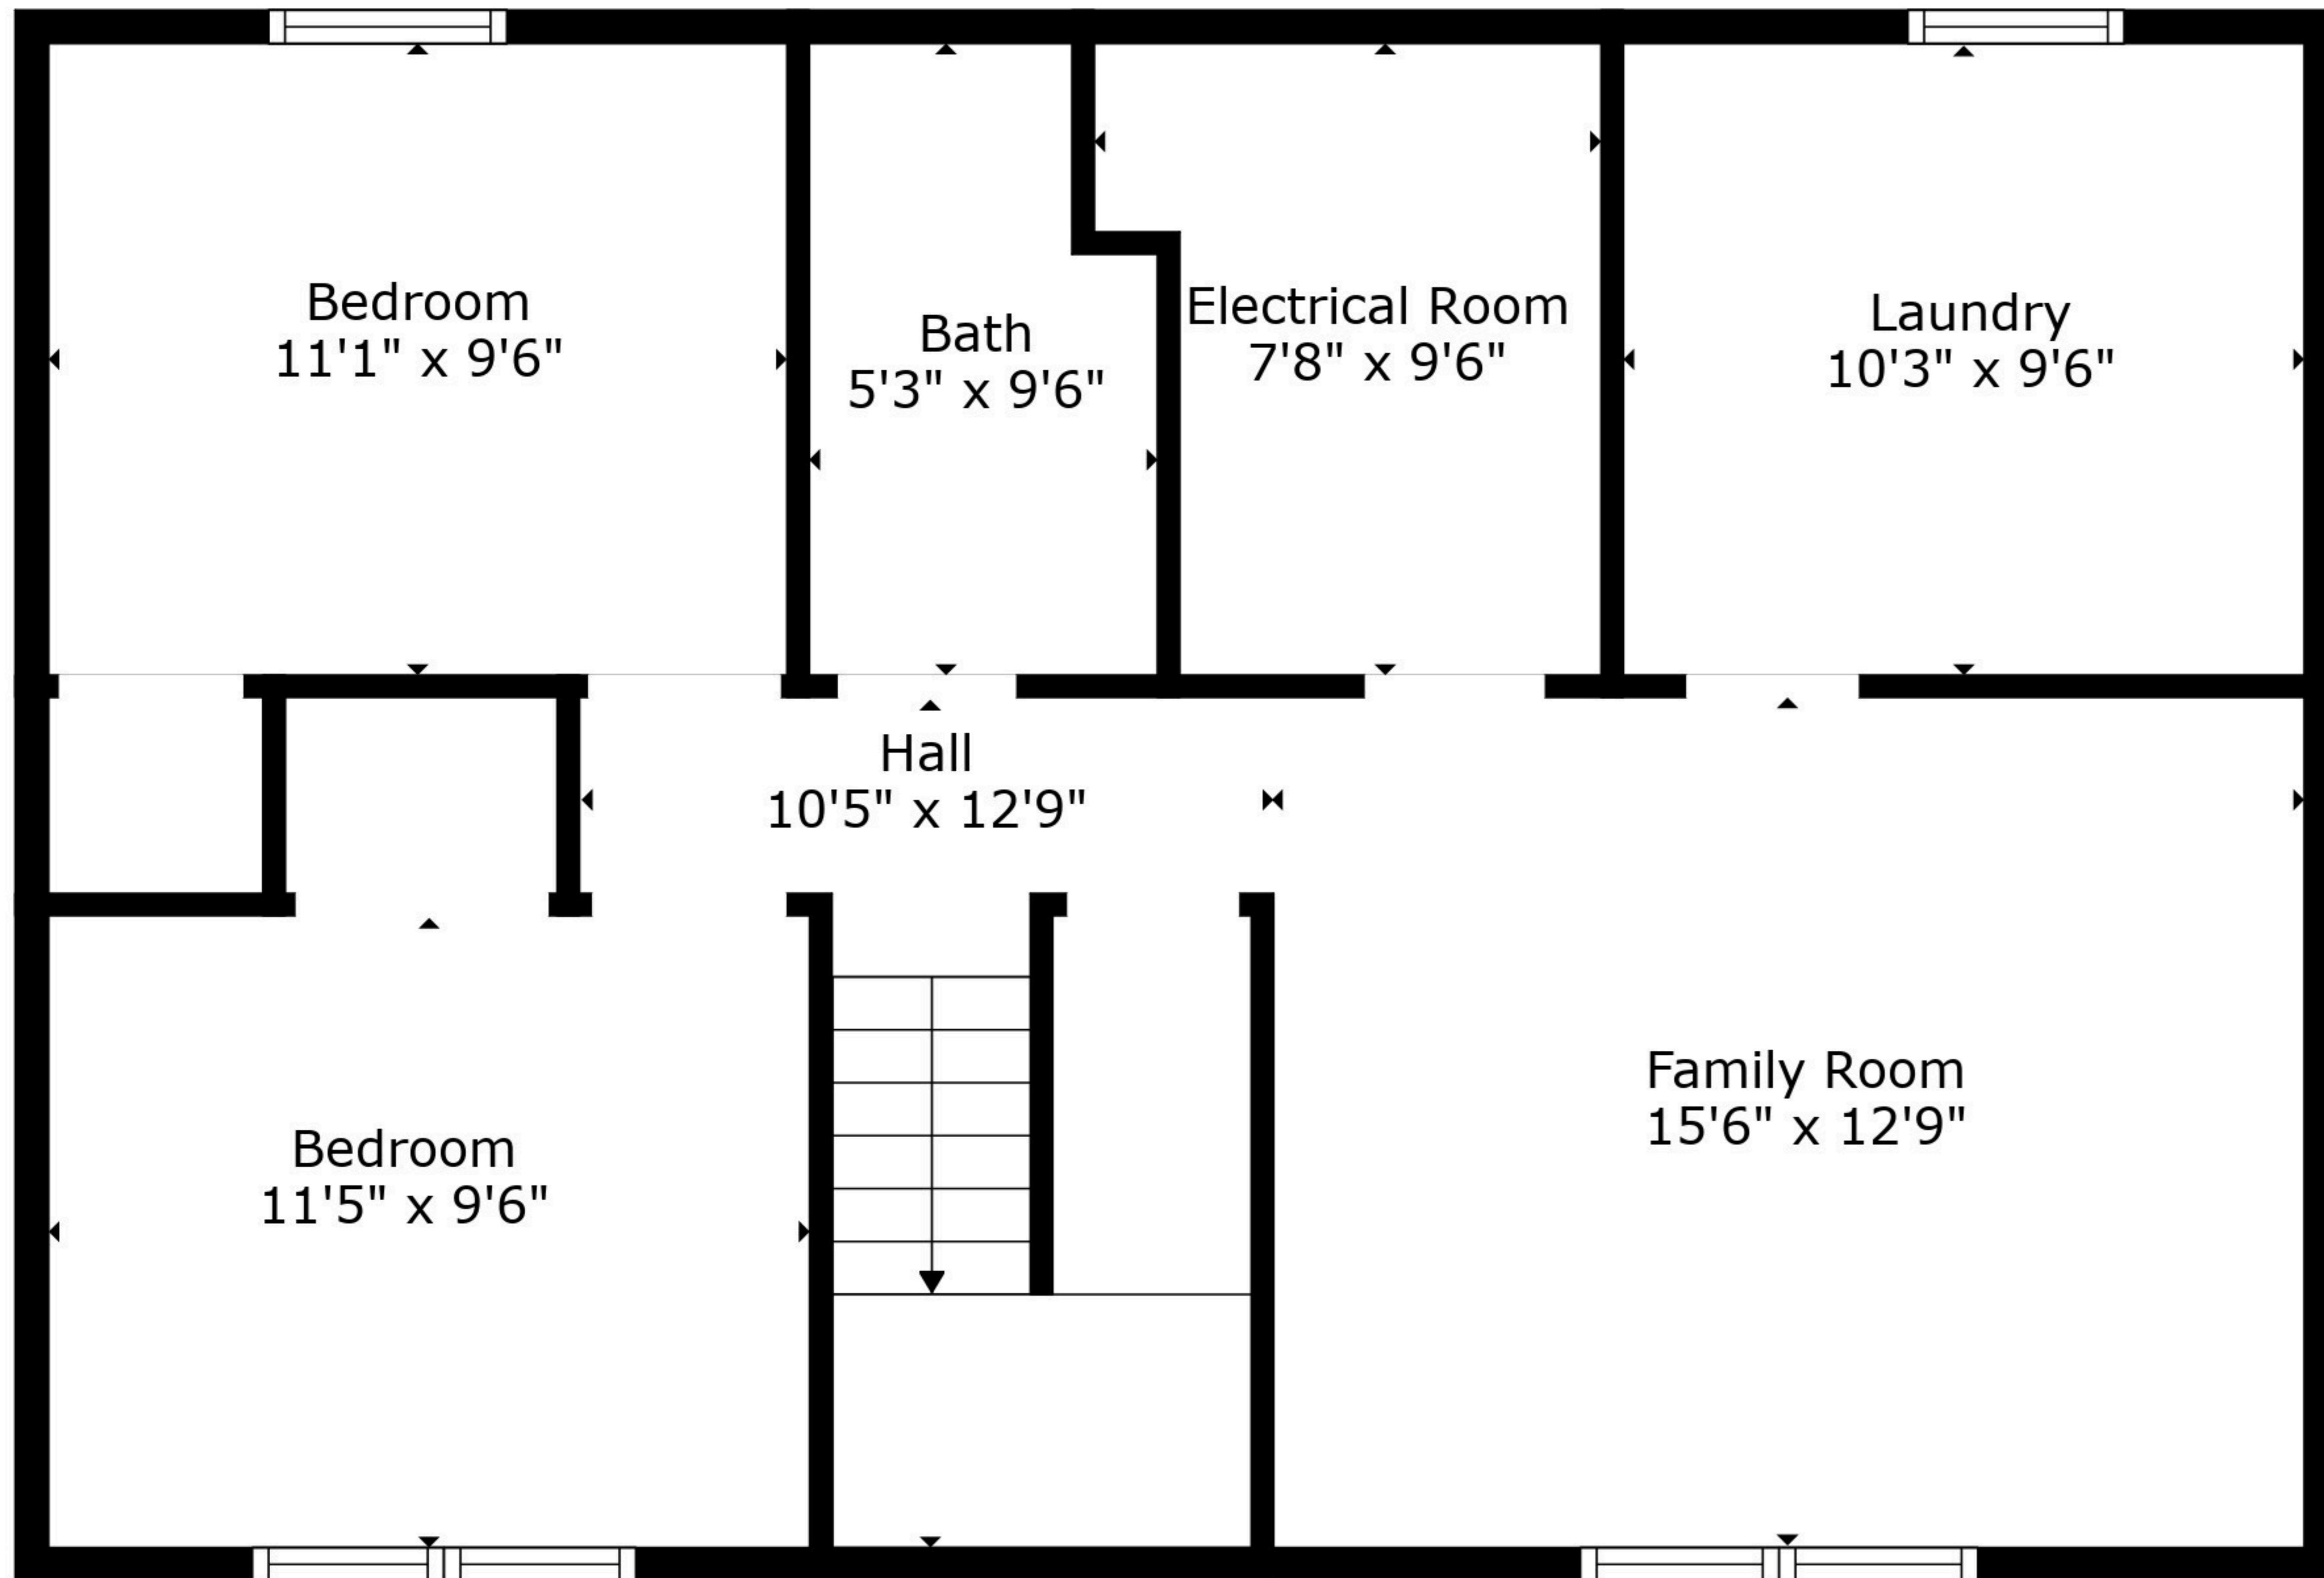 Bedroom
11'1" x 9'6"
Bath
5'3" x 9'6"
Electrical Room
7'8" x 9'6"
Laundry
10'3" x 9'6"
Hall
10'5" x 12'9"
Bedroom
11'5" x 9'6"
Family Room
15'6" x 12'9"